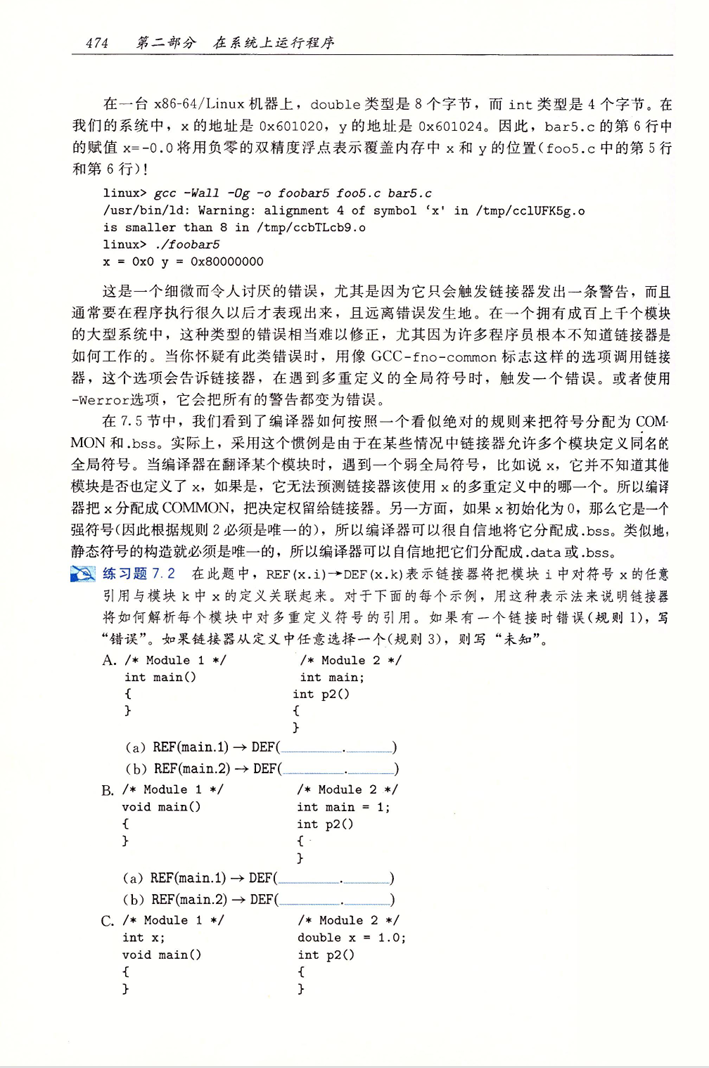 474 第二部分 在系统上运行程序
在一台 x86-64/Linux 机器上，double 类型是 8 个字节，而 int 类型是 4 个字节。在
我们的系统中，x 的地址是 0x601020，y 的地址是 0x601024。因此，bar5.c 的第 6 行中
的赋值 x=-0.0 将用负零的双精度浮点表示覆盖内存中 x 和 y 的位置(foo5.c 中的第 5 行
和第 6 行)！
linux> gcc -Wall -Og -o foobar5 foo5.c bar5.c
/usr/bin/ld: Warning: alignment 4 of symbol ‘x' in /tmp/cclUFK5g.o
is smaller than 8 in /tmp/ccbTLcb9.o
linux> ./foobar5
x = 0x0 y = 0x80000000
这是一个细微而令人讨厌的错误，尤其是因为它只会触发链接器发出一条警告，而且
通常要在程序执行很久以后才表现出来，且远离错误发生地。在一个拥有成百上千个模块
的大型系统中，这种类型的错误相当难以修正，尤其因为许多程序员根本不知道链接器是
如何工作的。当你怀疑有此类错误时，用像 GCC-fno-common 标志这样的选项调用链接
器，这个选项会告诉链接器，在遇到多重定义的全局符号时，触发一个错误。或者使用
-Werror选项，它会把所有的警告都变为错误。
在 7.5 节中，我们看到了编译器如何按照一个看似绝对的规则来把符号分配为 COM-
MON 和.bss。实际上，采用这个惯例是由于在某些情况中链接器允许多个模块定义同名的
全局符号。当编译器在翻译某个模块时，遇到一个弱全局符号，比如说 x，它并不知道其他
模块是否也定义了 x，如果是，它无法预测链接器该使用 x 的多重定义中的哪一个。所以编译
器把 x 分配成 COMMON，把决定权留给链接器。另一方面，如果 x 初始化为 0，那么它是一个
强符号(因此根据规则 2 必须是唯一的)，所以编译器可以很自信地将它分配成.bss。类似地，
静态符号的构造就必须是唯一的，所以编译器可以自信地把它们分配成.data 或.bss。
练习题 7.2 在此题中，REF(x.i)→DEF(x.k)表示链接器将把模块 i 中对符号 x 的任意
引用与模块 k 中 x 的定义关联起来。对于下面的每个示例，用这种表示法来说明链接器
将如何解析每个模块中对多重定义符号的引用。如果有一个链接时错误(规则 1)，写
“错误”。如果链接器从定义中任意选择一个(规则 3)，则写“未知”。
A. /* Module 1 */ /* Module 2 */
int main() int main;
{ int p2()
} {
}
(a) REF(main.1) → DEF(______.______)
(b) REF(main.2) → DEF(______.______)
B. /* Module 1 */ /* Module 2 */
void main() int main = 1;
{ int p2()
} {
}
(a) REF(main.1) → DEF(______.______)
(b) REF(main.2) → DEF(______.______)
C. /* Module 1 */ /* Module 2 */
int x; double x = 1.0;
void main() int p2()
{ {
} }